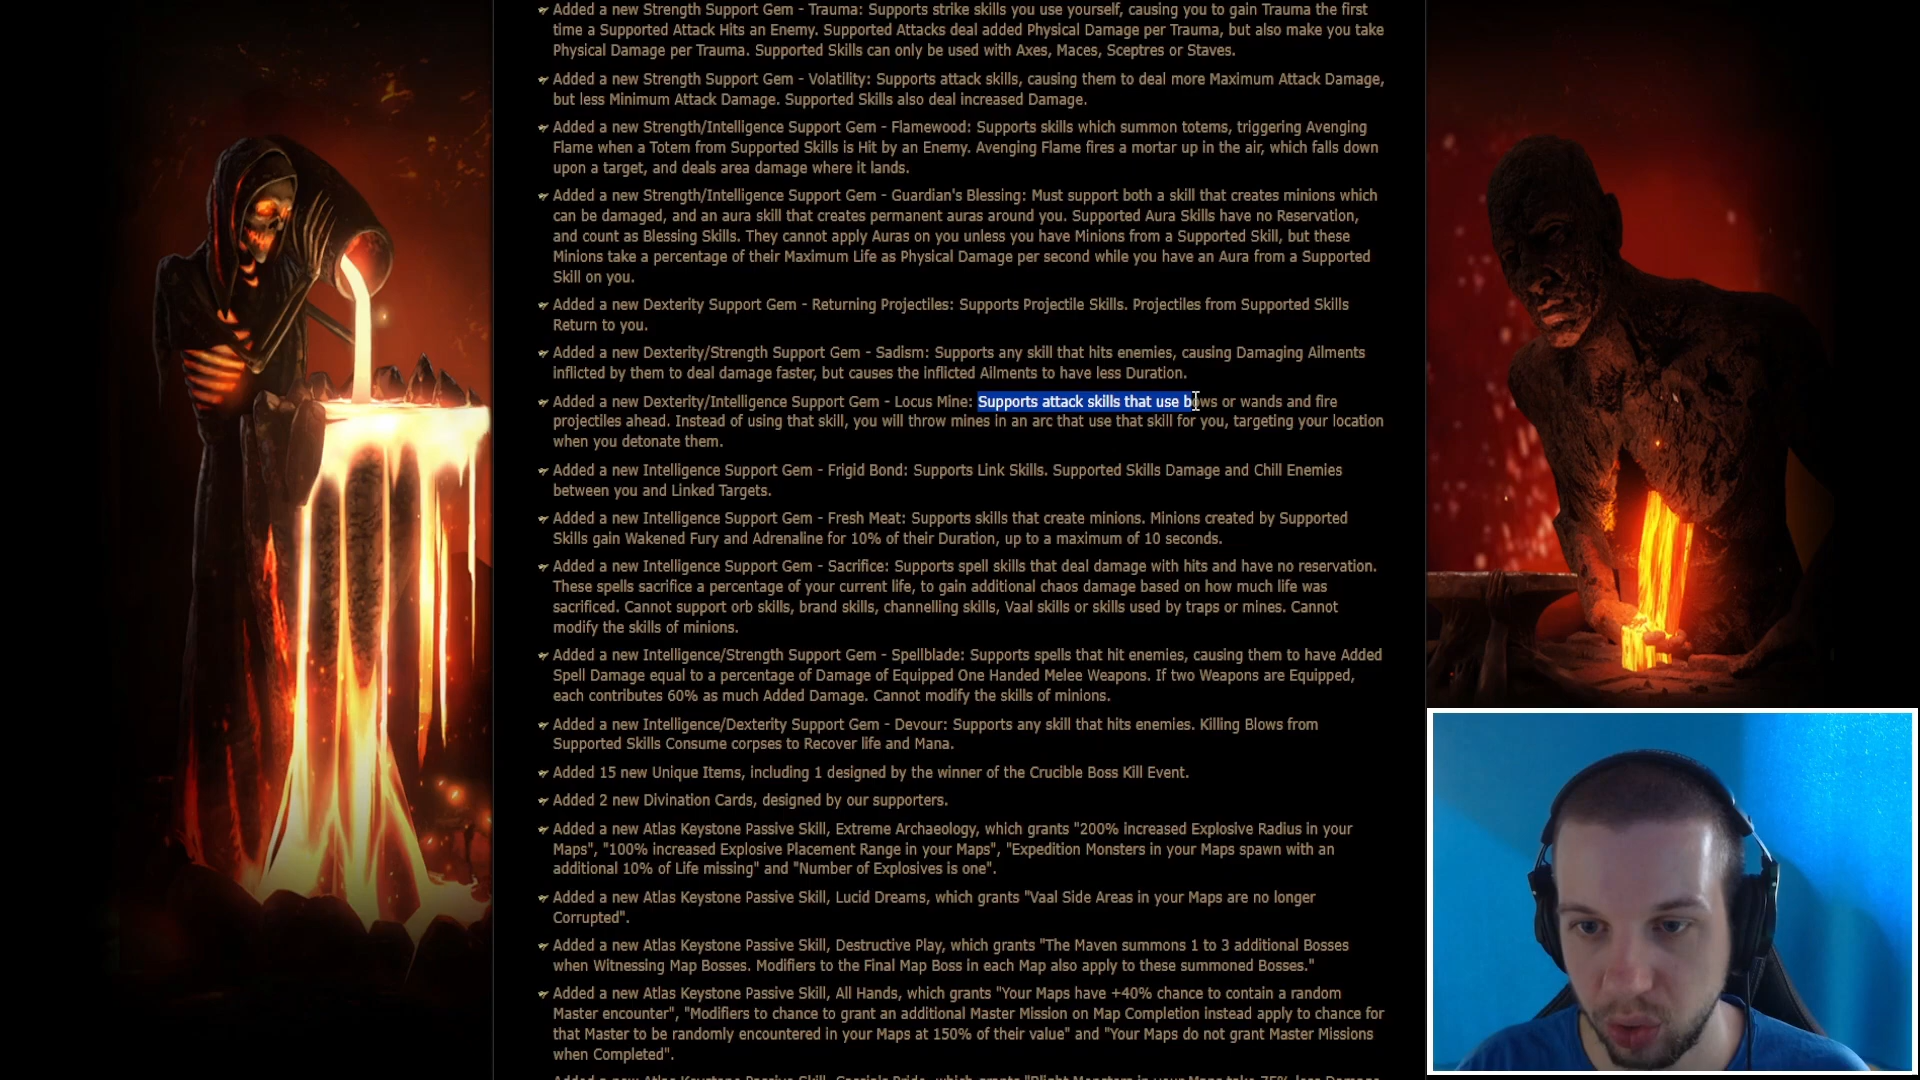 Added a new Strength Support Gem - Trauma: Supports strike skills you use yourself, causing you to gain Trauma the first
time a Supported Attack Hits an Enemy. Supported Attacks deal added Physical Damage per Trauma, but also make you take
Physical Damage per Trauma. Supported Skills can only be used with Axes, Maces, Sceptres or Staves.
Added a new Strength Support Gem - Volatility: Supports attack skills, causing them to deal more Maximum Attack Damage,
but less Minimum Attack Damage. Supported Skills also deal increased Damage.
Added a new Strength/Intelligence Support Gem - Flamewood: Supports skills which summon totems, triggering Avenging
Flame when a Totem from Supported Skills is Hit by an Enemy. Avenging Flame fires a mortar up in the air, which falls down
upon a target, and deals area damage where it lands.
Added a new Strength/Intelligence Support Gem - Guardian's Blessing: Must support both a skill that creates minions which
can be damaged, and an aura skill that creates permanent auras around you. Supported Aura Skills have no Reservation,
and count as Blessing Skills. They cannot apply Auras on you unless you have Minions from a Supported Skill, but these
Minions take a percentage of their Maximum Life as Physical Damage per second while you have an Aura from a Supported
Skill on you.
Added a new Dexterity Support Gem - Returning Projectiles: Supports Projectile Skills. Projectiles from Supported Skills
Return to you.
Added a new Dexterity/Strength Support Gem - Sadism: Supports any skill that hits enemies, causing Damaging Ailments
inflicted by them to deal damage faster, but causes the inflicted Ailments to have less Duration.
Added a new Dexterity/Intelligence Support Gem - Locus Mine: Supports attack skills that use bows or wands and fire
projectiles ahead. Instead of using that skill, you will throw mines in an arc that use that skill for you, targeting your location
when you detonate them.
Added a new Intelligence Support Gem - Frigid Bond: Supports Link Skills. Supported Skills Damage and Chill Enemies
between you and Linked Targets.
Added a new Intelligence Support Gem - Fresh Meat: Supports skills that create minions. Minions created by Supported
Skills gain Wakened Fury and Adrenaline for 10% of their Duration, up to a maximum of 10 seconds.
Added a new Intelligence Support Gem - Sacrifice: Supports spell skills that deal damage with hits and have no reservation.
These spells sacrifice a percentage of your current life, to gain additional chaos damage based on how much life was
sacrificed. Cannot support orb skills, brand skills, channelling skills, Vaal skills or skills used by traps or mines. Cannot
modify the skills of minions.
Added a new Intelligence/Strength Support Gem - Spellblade: Supports spells that hit enemies, causing them to have Added
Spell Damage equal to a percentage of Damage of Equipped One Handed Melee Weapons. If two Weapons are Equipped,
each contributes 60% as much Added Damage. Cannot modify the skills of minions.
Added a new Intelligence/Dexterity Support Gem - Devour: Supports any skill that hits enemies. Killing Blows from
Supported Skills Consume corpses to Recover life and Mana.
Added 15 new Unique Items, including 1 designed by the winner of the Crucible Boss Kill Event.
Added 2 new Divination Cards, designed by our supporters.
Added a new Atlas Keystone Passive Skill, Extreme Archaeology, which grants "200% increased Explosive Radius in your
Maps", "100% increased Explosive Placement Range in your Maps", "Expedition Monsters in your Maps spawn with an
additional 10% of Life missing" and "Number of Explosives is one".
Added a new Atlas Keystone Passive Skill, Lucid Dreams, which grants "Vaal Side Areas in your Maps are no longer
Corrupted".
Added a new Atlas Keystone Passive Skill, Destructive Play, which grants "The Maven summons 1 to 3 additional Bosses
when Witnessing Map Bosses. Modifiers to the Final Map Boss in each Map also apply to these summoned Bosses."
Added a new Atlas Keystone Passive Skill, All Hands, which grants "Your Maps have +40% chance to contain a random
Master encounter", "Modifiers to chance to grant an additional Master Mission on Map Completion instead apply to chance for
that Master to be randomly encountered in your Maps at 150% of their value" and "Your Maps do not grant Master Missions
when Completed".